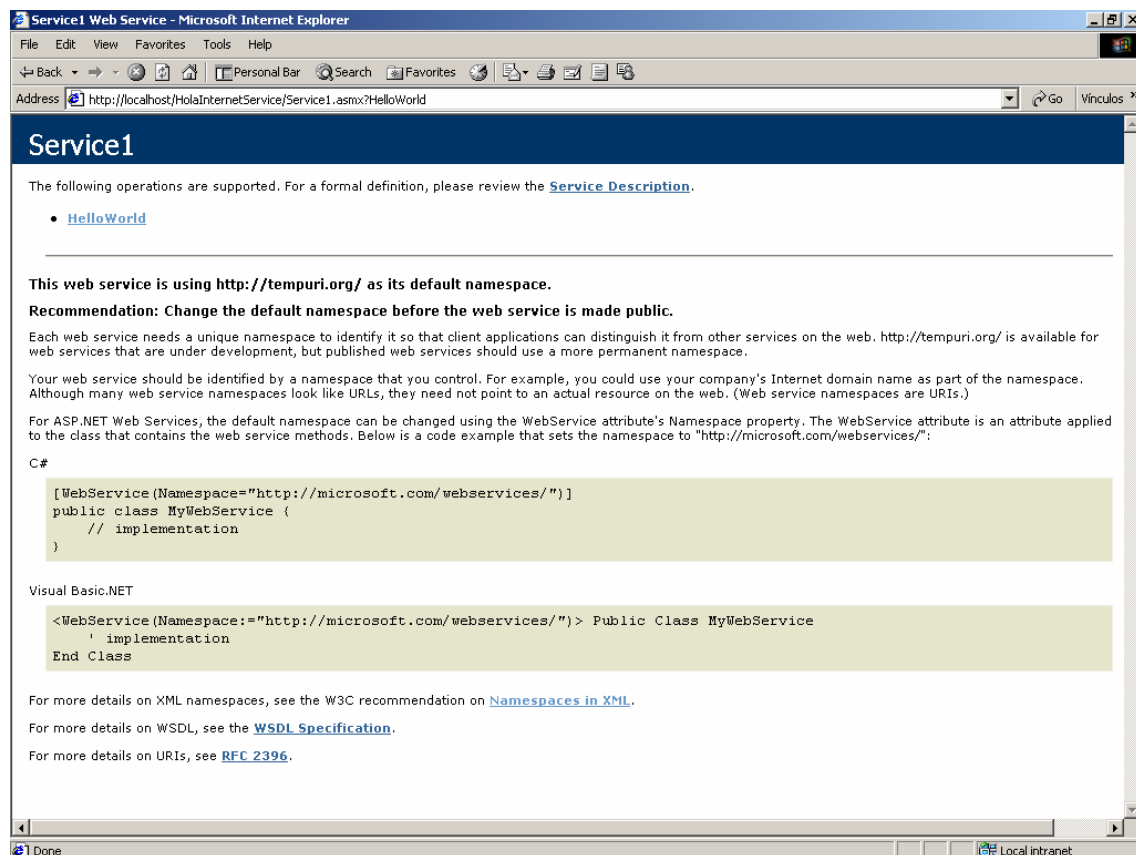 Service1 Web Service - Microsoft Internet Explorer
File Edit View Favorites Tools Help
Back Personal Bar Search Favorites
Address http://localhost/HolaInternetService/Service1.asmx?HelloWorld Go Vínculos »
Service1
The following operations are supported. For a formal definition, please review the Service Description.
• HelloWorld
This web service is using http://tempuri.org/ as its default namespace.
Recommendation: Change the default namespace before the web service is made public.
Each web service needs a unique namespace to identify it so that client applications can distinguish it from other services on the web. http://tempuri.org/ is available for
web services that are under development, but published web services should use a more permanent namespace.
Your web service should be identified by a namespace that you control. For example, you could use your company's Internet domain name as part of the namespace.
Although many web service namespaces look like URLs, they need not point to an actual resource on the web. (Web service namespaces are URIs.)
For ASP.NET Web Services, the default namespace can be changed using the WebService attribute's Namespace property. The WebService attribute is an attribute applied
to the class that contains the web service methods. Below is a code example that sets the namespace to "http://microsoft.com/webservices/":
C#
[WebService(Namespace="http://microsoft.com/webservices/")]
public class MyWebService {
    // implementation
}
Visual Basic.NET
<WebService(Namespace:="http://microsoft.com/webservices/")> Public Class MyWebService
    ' implementation
End Class
For more details on XML namespaces, see the W3C recommendation on Namespaces in XML.
For more details on WSDL, see the WSDL Specification.
For more details on URIs, see RFC 2396.
Done Local intranet